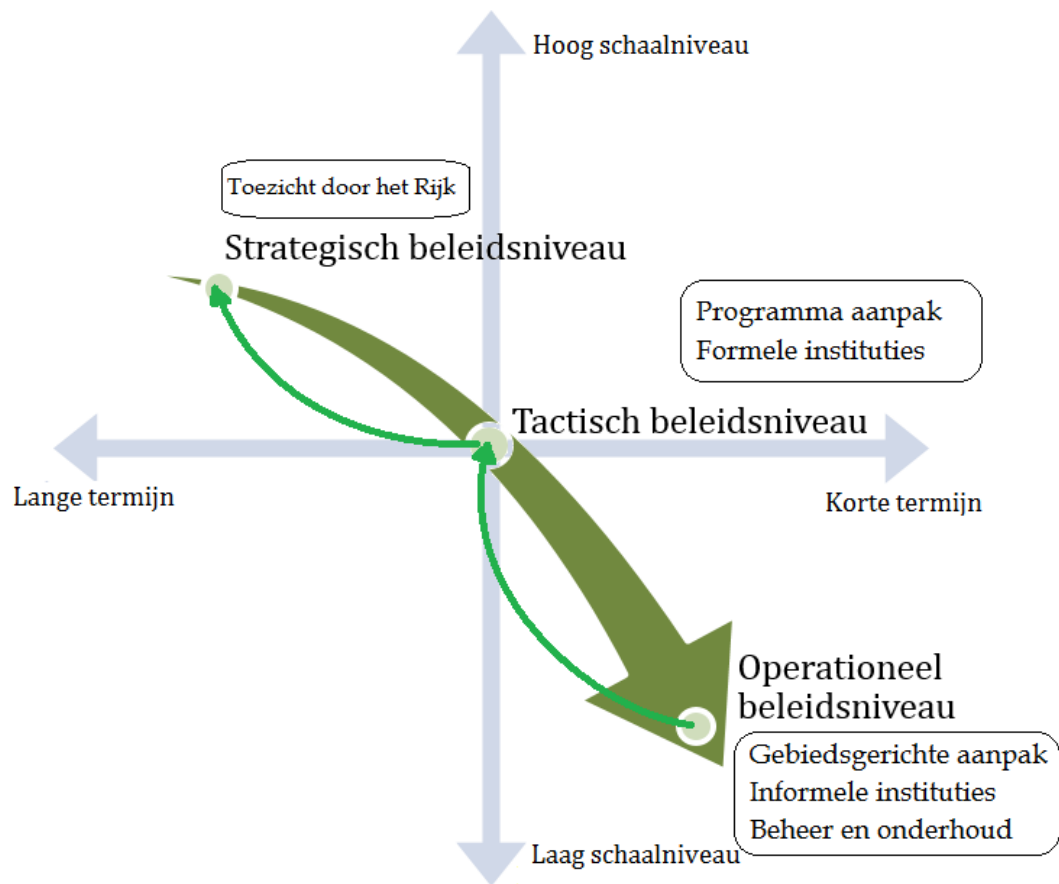 Hoog schaalniveau
Toezicht door het Rijk
Strategisch beleidsniveau
Programma aanpak
Formele instituties
Tactisch beleidsniveau
Lange termijn
Korte termijn
Operationeel
beleidsniveau
Gebiedsgerichte aanpak
Informele instituties
Beheer en onderhoud
Laag schaalniveau